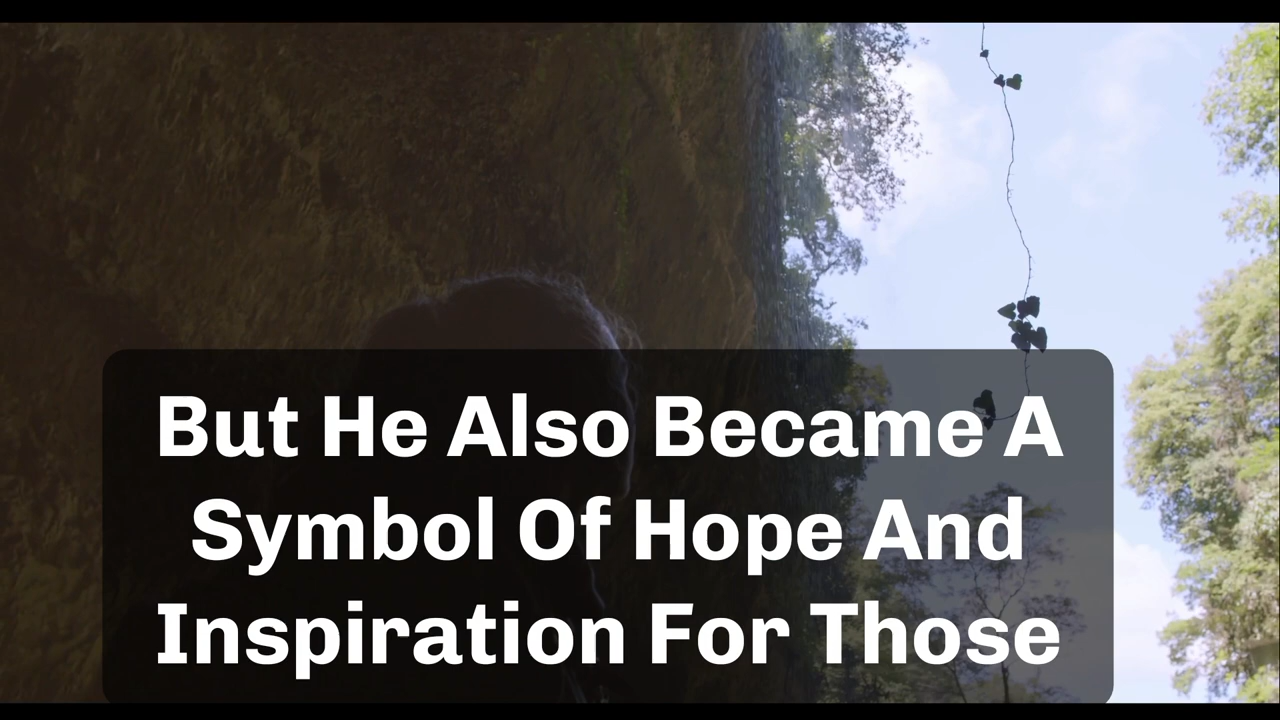 But He Also Became A
Symbol Of Hope And
Inspiration For Those